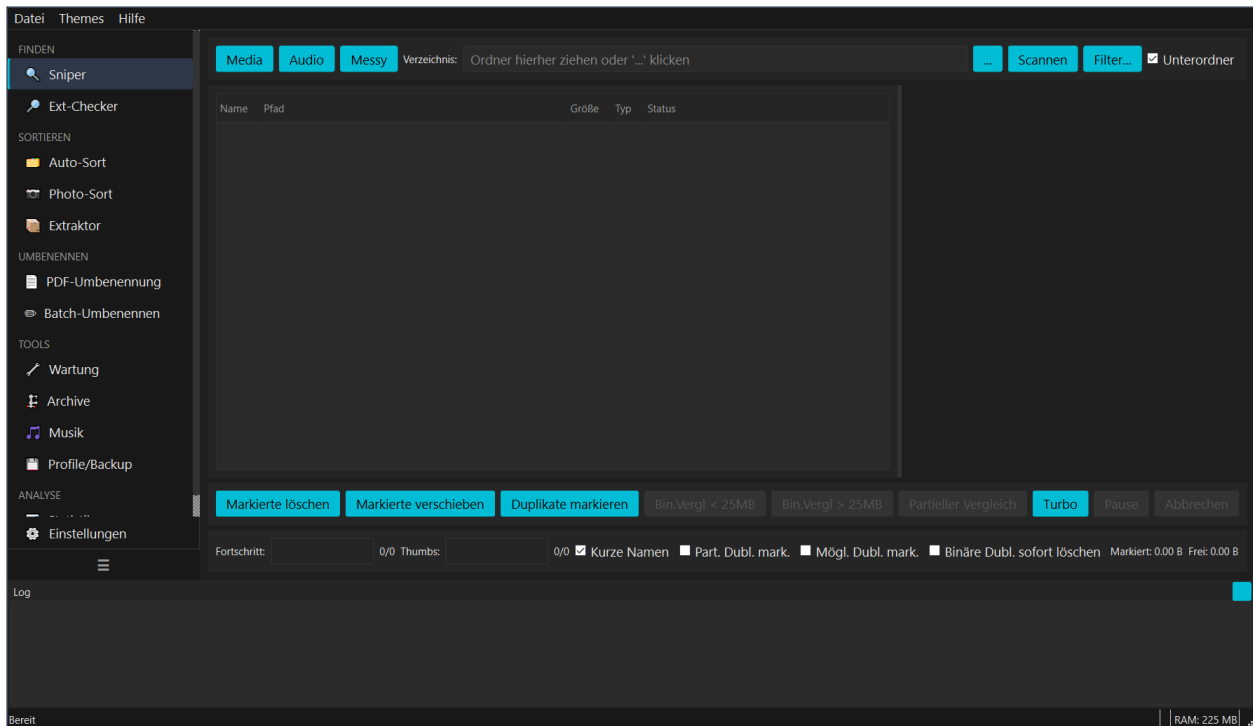 Datei Themes Hilfe
FINDEN
Sniper
Ext-Checker
SORTIEREN
Auto-Sort
Photo-Sort
Extraktor
UMBENENNEN
PDF-Umbenennung
Batch-Umbenennen
TOOLS
Wartung
Archive
Musik
Profile/Backup
ANALYSE
Einstellungen
Media Audio Messy Verzeichnis: Ordner hierher ziehen oder '...' klicken ... Scannen Filter... Unterordner
Name Pfad Größe Typ Status
Markierte löschen Markierte verschieben Duplikate markieren Bin.Vergl < 25MB Bin.Vergl > 25MB Partieller Vergleich Turbo Pause Abbrechen
Fortschritt: 0/0 Thumbs: 0/0 Kurze Namen Part. Dubl. mark. Mögl. Dubl. mark. Binäre Dubl. sofort löschen Markiert: 0.00 B Frei: 0.00 B
Log
Bereit RAM: 225 MB